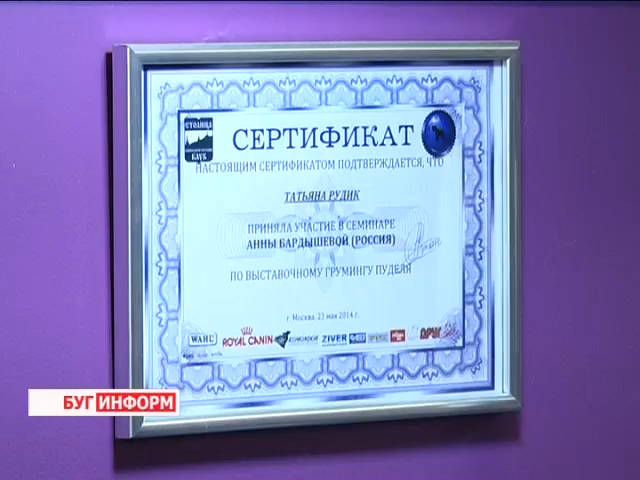 СТОЛИЦА
КЛУБ
СЕРТИФИКАТ
НАСТОЯЩИМ СЕРТИФИКАТОМ ПОДТВЕРЖДАЕТСЯ, ЧТО
ТАТЬЯНА РУДИК
ПРИНЯЛА УЧАСТИЕ В СЕМИНАРЕ
АННЫ БАРДЫШЕВОЙ (РОССИЯ)
ПО ВЫСТАВОЧНОМУ ГРУМИНГУ ПУДЕЛЯ
г. Москва, 23 мая 2014 г.
WAHL ROYAL CANIN ZIVER
БУГ ИНФОРМ